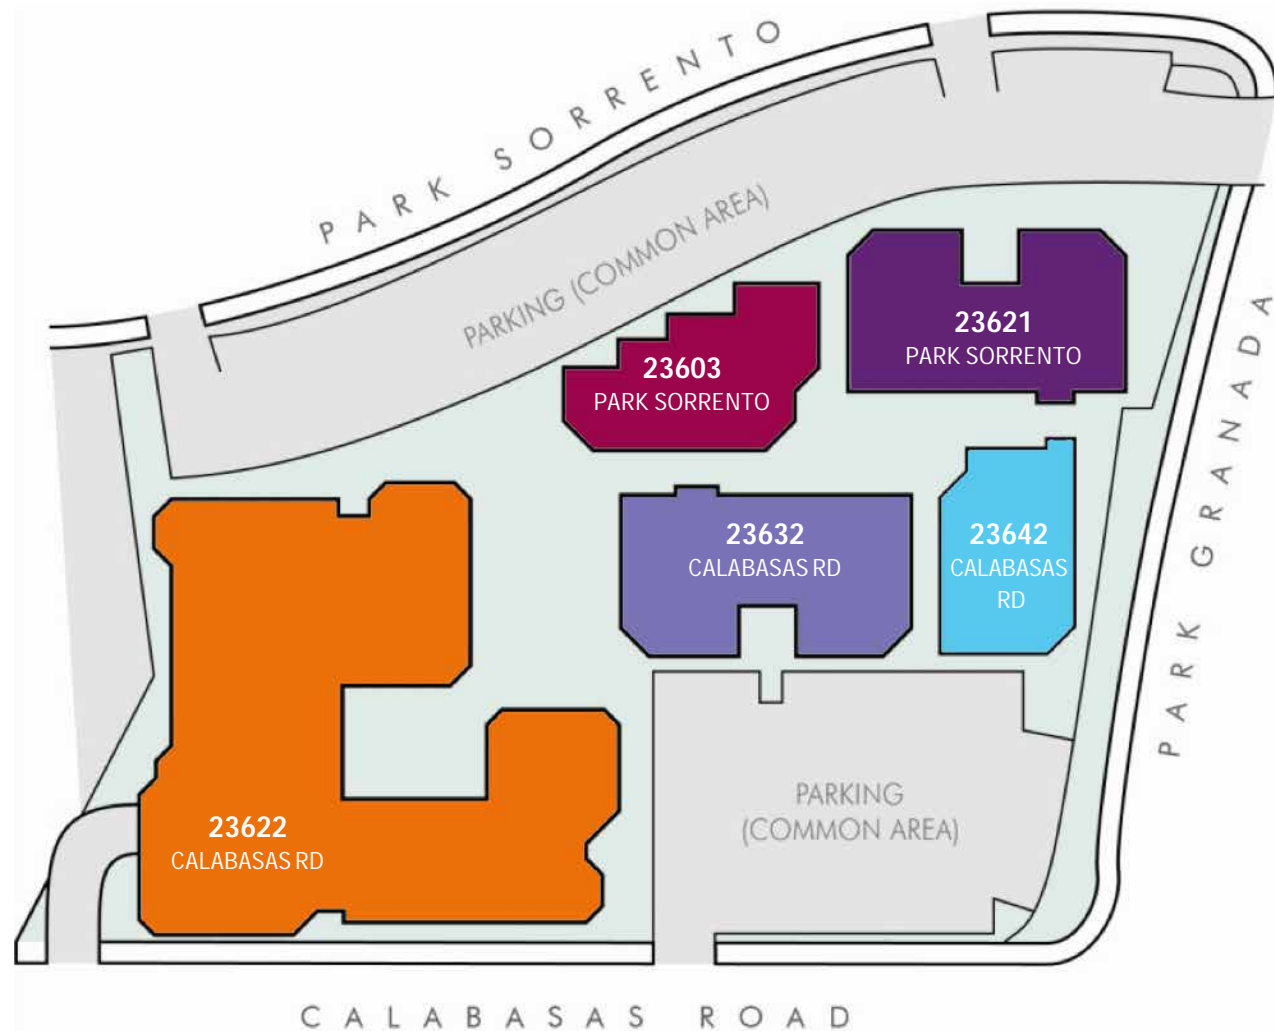 PARK SORRENTO
PARKING (COMMON AREA)
23621
PARK SORRENTO
23603
PARK SORRENTO
PARK GRANADA
23632
CALABASAS RD
23642
CALABASAS
RD
23622
CALABASAS RD
PARKING
(COMMON AREA)
CALABASAS ROAD